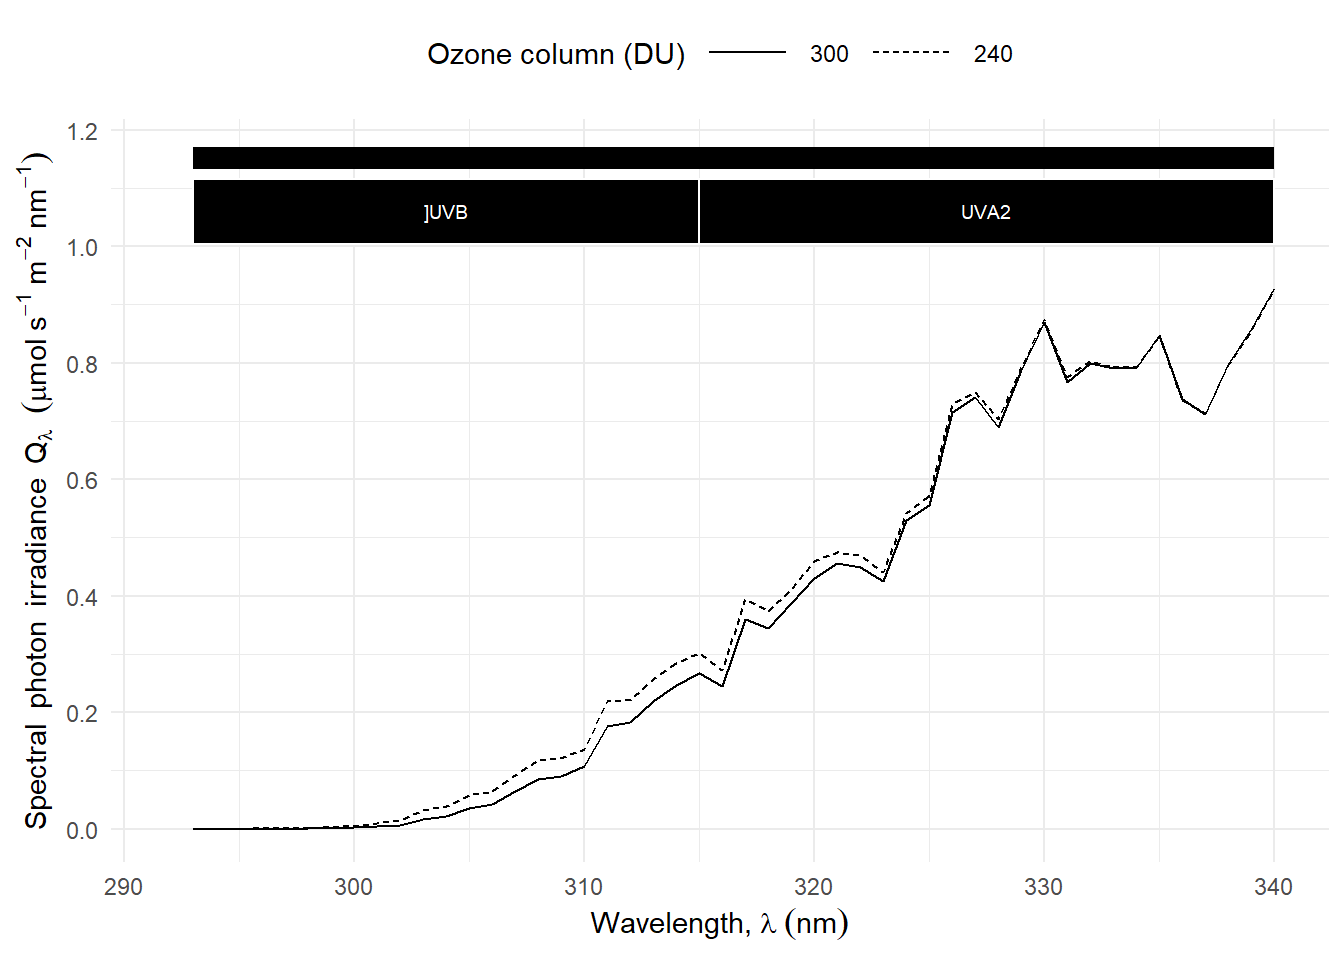 Ozone column (DU) 300 240
Spectral photon irradiance Qλ (μmol s⁻¹ m⁻² nm⁻¹)
1.2
1.0
0.8
0.6
0.4
0.2
0.0
]UVB UVA2
290 300 310 320 330 340
Wavelength, λ (nm)